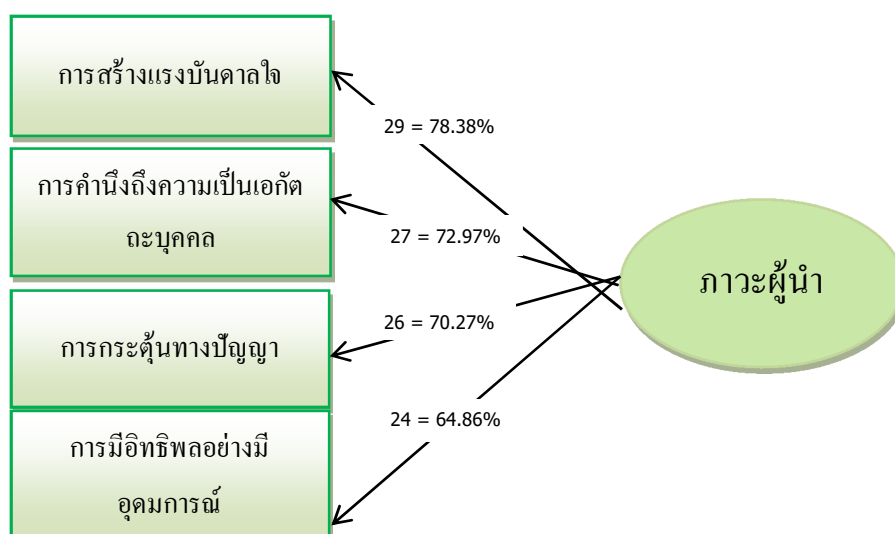 การสร้างแรงบันดาลใจ
29 = 78.38%
การคำนึงถึงความเป็นเอกัต
ถะบุคคล
27 = 72.97%
ภาวะผู้นำ
การกระตุ้นทางปัญญา
26 = 70.27%
การมีอิทธิพลอย่างมี
อุดมการณ์
24 = 64.86%